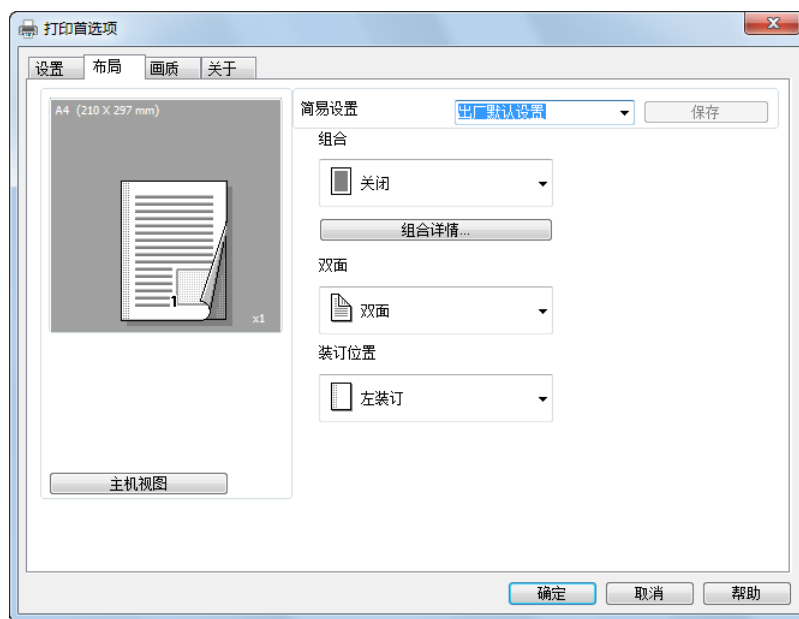 打印首选项
x
设置 布局 画质 关于
A4 (210 X 297 mm)
简易设置 出厂默认设置 保存
组合
关闭
组合详情...
双面
1
x1
双面
装订位置
左装订
主机视图
确定 取消 帮助